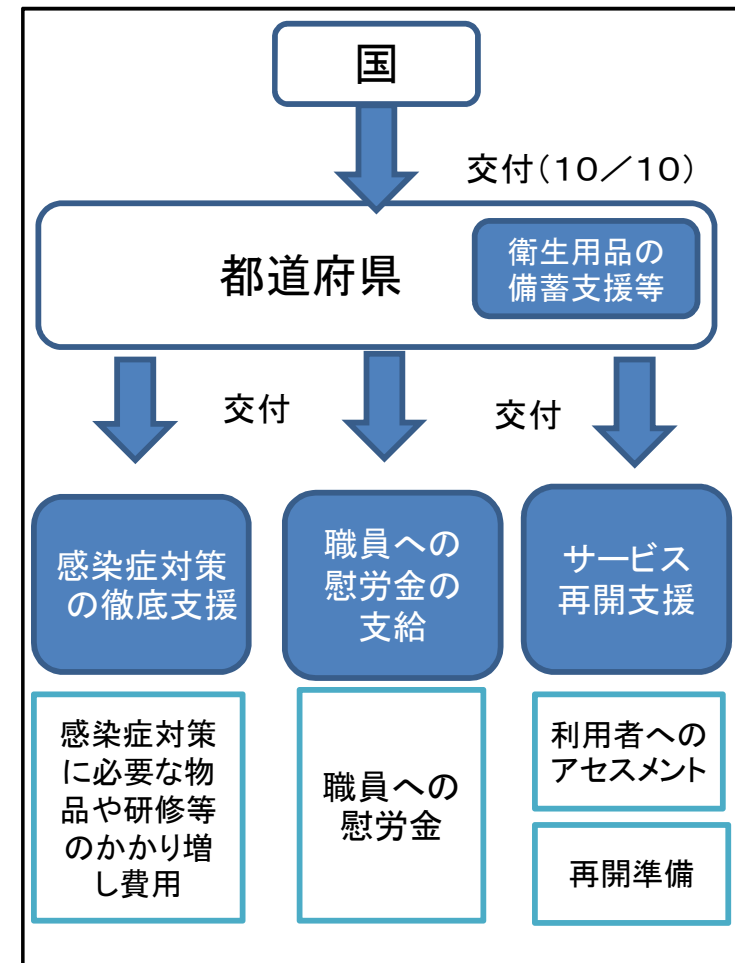 国
交付(10/10)
都道府県
衛生用品の
備蓄支援等
交付
交付
感染症対策
の徹底支援
職員への
慰労金の
支給
サービス
再開支援
感染症対策
に必要な物
品や研修等
のかかり増
し費用
職員への
慰労金
利用者への
アセスメント
再開準備